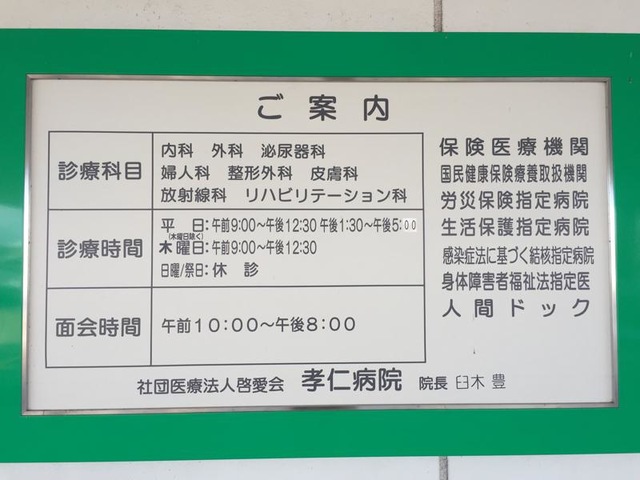 ご案内
診療科目
内科 外科 泌尿器科
婦人科 整形外科 皮膚科
放射線科 リハビリテーション科
診療時間
平 日:午前9:00～午後12:30 午後1:30～午後5:00
(木曜日除く)
木曜日:午前9:00～午後12:30
日曜/祭日:休 診
面会時間
午前10:00～午後8:00
保険医療機関
国民健康保険療養取扱機関
労災保険指定病院
生活保護指定病院
感染症法に基づく結核指定病院
身体障害者福祉法指定医
人間ドック
社団医療法人啓愛会 孝仁病院 院長 臼木 豊